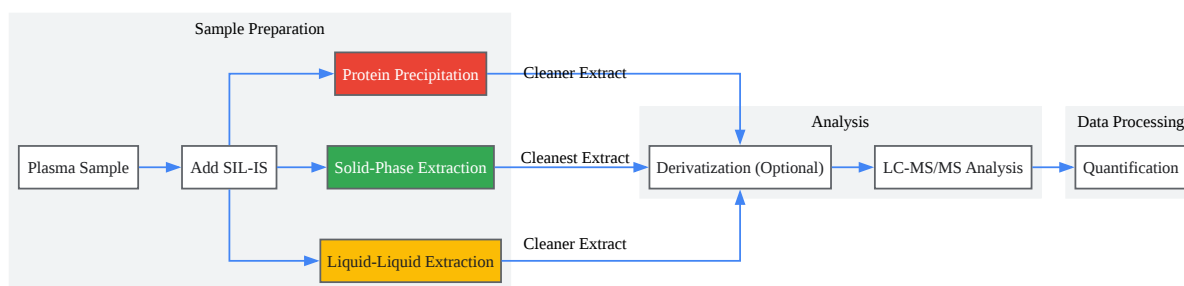 Sample Preparation
Protein Precipitation
Cleaner Extract
Analysis
Data Processing
Plasma Sample
Add SIL-IS
Solid-Phase Extraction
Cleanest Extract
Derivatization (Optional)
LC-MS/MS Analysis
Quantification
Cleaner Extract
Liquid-Liquid Extraction